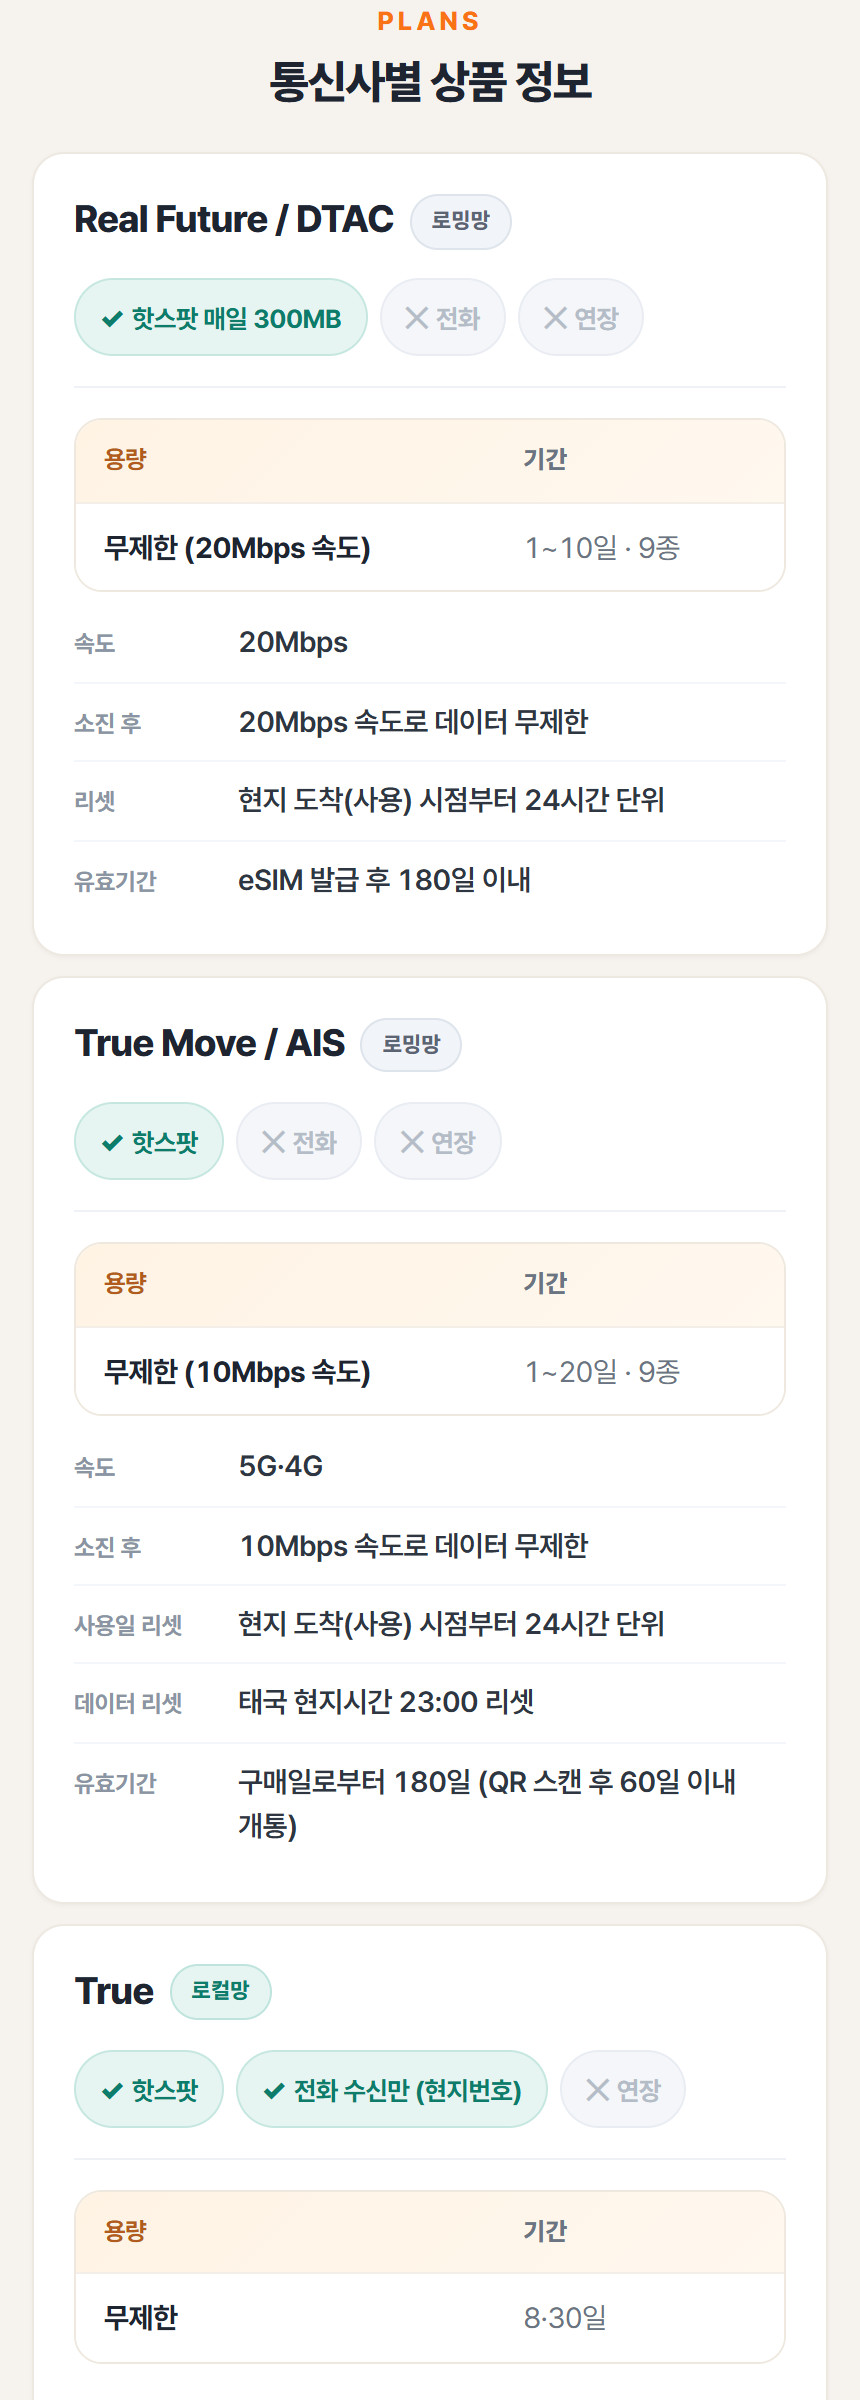 PLANS
통신사별 상품 정보
Real Future / DTAC 로밍망
✓ 핫스팟 매일 300MB ✕ 전화 ✕ 연장
용량 기간
무제한 (20Mbps 속도) 1~10일 · 9종
속도 20Mbps
소진 후 20Mbps 속도로 데이터 무제한
리셋 현지 도착(사용) 시점부터 24시간 단위
유효기간 eSIM 발급 후 180일 이내
True Move / AIS 로밍망
✓ 핫스팟 ✕ 전화 ✕ 연장
용량 기간
무제한 (10Mbps 속도) 1~20일 · 9종
속도 5G·4G
소진 후 10Mbps 속도로 데이터 무제한
사용일 리셋 현지 도착(사용) 시점부터 24시간 단위
데이터 리셋 태국 현지시간 23:00 리셋
유효기간 구매일로부터 180일 (QR 스캔 후 60일 이내
개통)
True 로컬망
✓ 핫스팟 ✓ 전화 수신만 (현지번호) ✕ 연장
용량 기간
무제한 8·30일